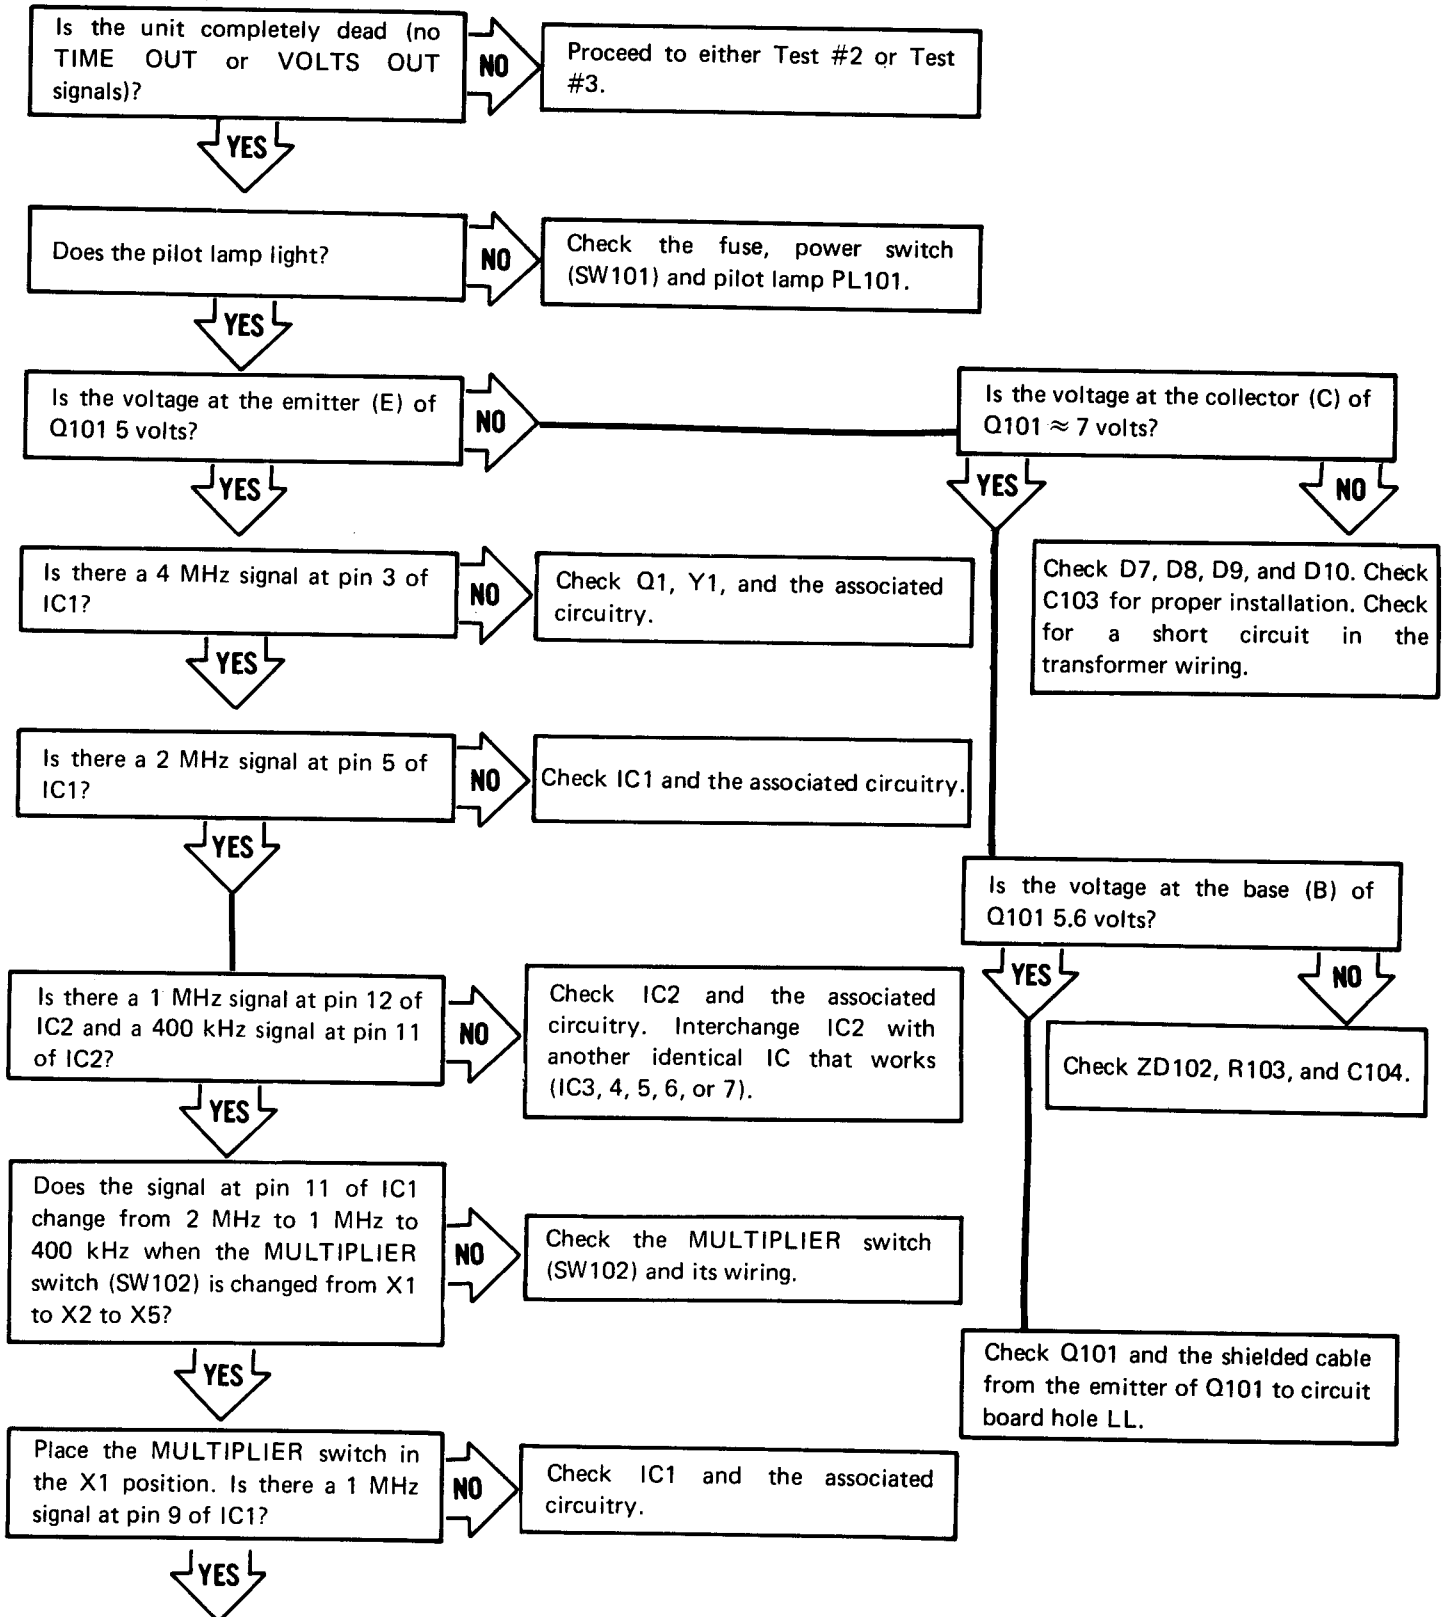 Is the unit completely dead (no
TIME OUT or VOLTS OUT
signals)?
NO
Proceed to either Test #2 or Test
#3.
YES
Does the pilot lamp light?
NO
Check the fuse, power switch
(SW101) and pilot lamp PL101.
YES
Is the voltage at the emitter (E) of
Q101 5 volts?
NO
Is the voltage at the collector (C) of
Q101 ≈ 7 volts?
YES
YES
NO
Is there a 4 MHz signal at pin 3 of
IC1?
NO
Check Q1, Y1, and the associated
circuitry.
Check D7, D8, D9, and D10. Check
C103 for proper installation. Check
for a short circuit in the
transformer wiring.
YES
Is there a 2 MHz signal at pin 5 of
IC1?
NO
Check IC1 and the associated circuitry.
YES
Is the voltage at the base (B) of
Q101 5.6 volts?
YES
NO
Is there a 1 MHz signal at pin 12 of
IC2 and a 400 kHz signal at pin 11
of IC2?
NO
Check IC2 and the associated
circuitry. Interchange IC2 with
another identical IC that works
(IC3, 4, 5, 6, or 7).
Check ZD102, R103, and C104.
YES
Does the signal at pin 11 of IC1
change from 2 MHz to 1 MHz to
400 kHz when the MULTIPLIER
switch (SW102) is changed from X1
to X2 to X5?
NO
Check the MULTIPLIER switch
(SW102) and its wiring.
Check Q101 and the shielded cable
from the emitter of Q101 to circuit
board hole LL.
YES
Place the MULTIPLIER switch in
the X1 position. Is there a 1 MHz
signal at pin 9 of IC1?
NO
Check IC1 and the associated
circuitry.
YES